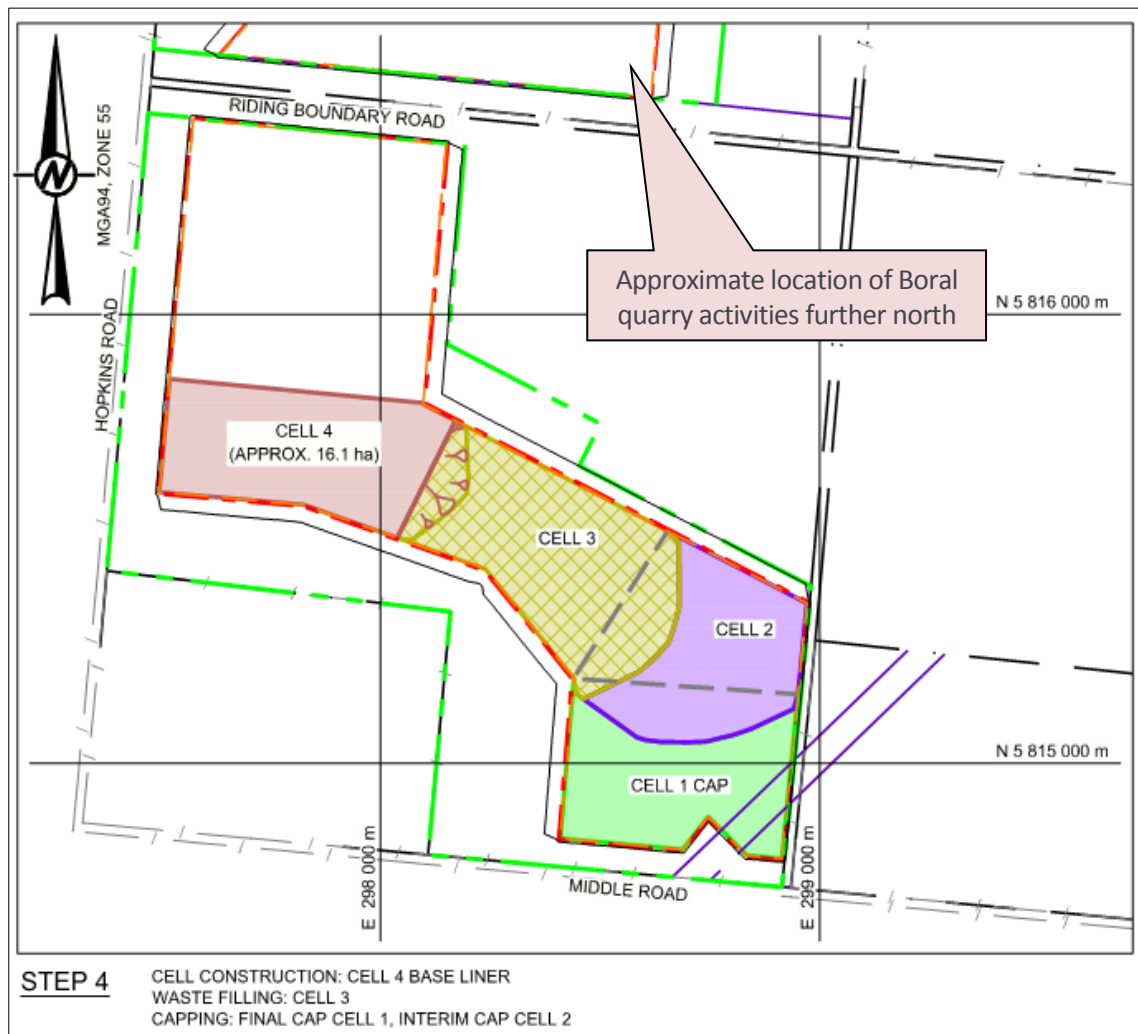 RIDING BOUNDARY ROAD
N
MGA94, ZONE 55
HOPKINS ROAD
Approximate location of Boral
quarry activities further north
N 5 816 000 m
CELL 4
(APPROX. 16.1 ha)
CELL 3
CELL 2
N 5 815 000 m
CELL 1 CAP
E 298 000 m
E 299 000 m
MIDDLE ROAD
STEP 4
CELL CONSTRUCTION: CELL 4 BASE LINER
WASTE FILLING: CELL 3
CAPPING: FINAL CAP CELL 1, INTERIM CAP CELL 2